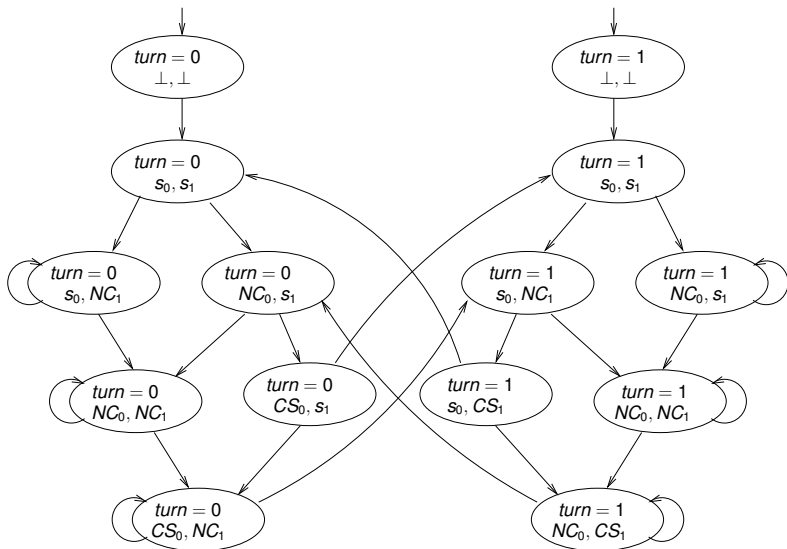 turn = 0
⊥, ⊥
turn = 1
⊥, ⊥
turn = 0
s₀, s₁
turn = 1
s₀, s₁
turn = 0
s₀, NC₁
turn = 0
NC₀, s₁
turn = 1
s₀, NC₁
turn = 1
NC₀, s₁
turn = 0
NC₀, NC₁
turn = 0
CS₀, s₁
turn = 1
s₀, CS₁
turn = 1
NC₀, NC₁
turn = 0
CS₀, NC₁
turn = 1
NC₀, CS₁